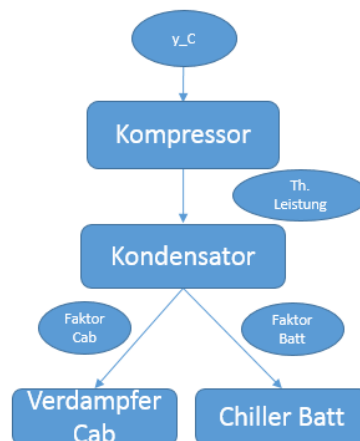 y_C
Kompressor
Th.
Leistung
Kondensator
Faktor
Cab
Faktor
Batt
Verdampfer
Cab
Chiller Batt